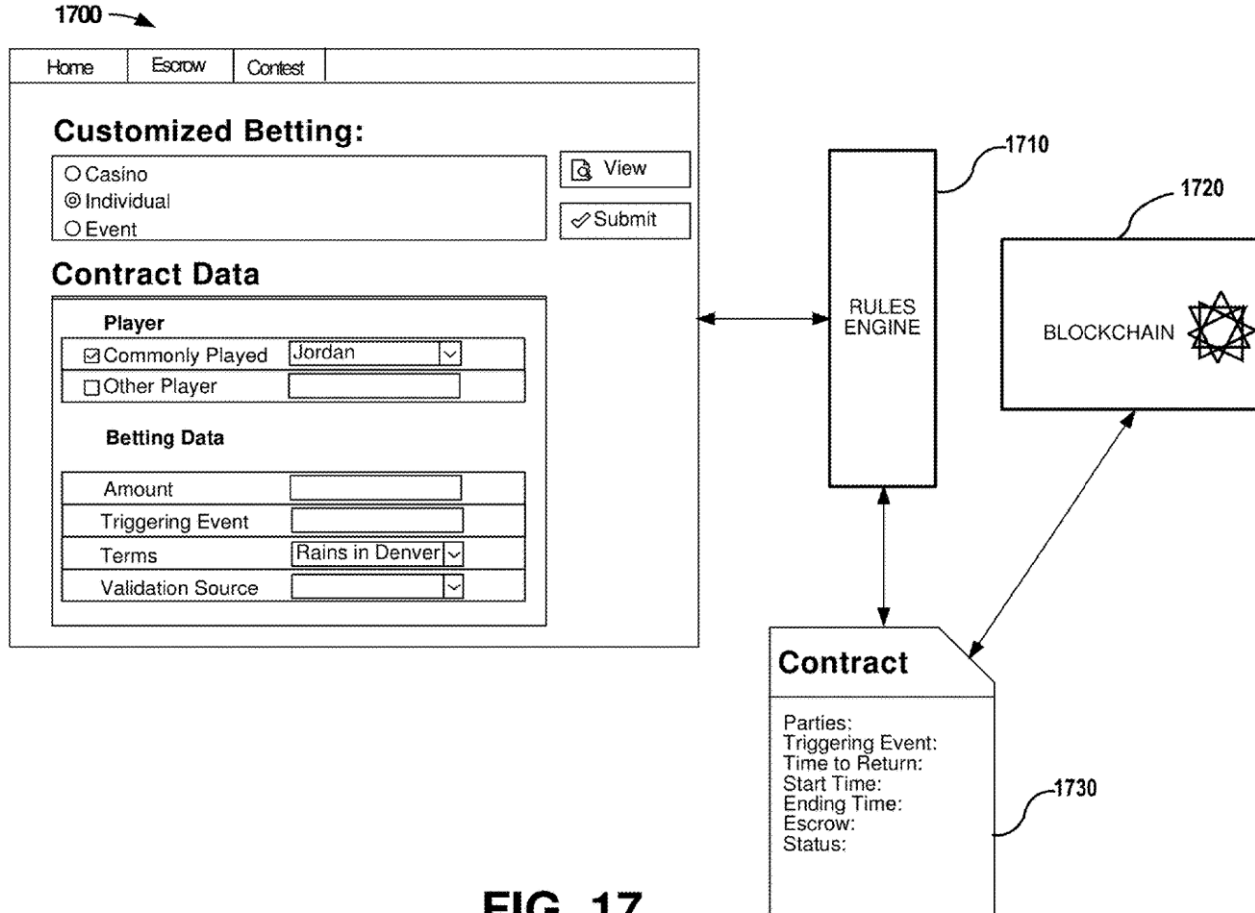 1700
Home Escrow Contest
Customized Betting:
Casino
Individual
Event
View
Submit
Contract Data
Player
Commonly Played Jordan
Other Player
Betting Data
Amount
Triggering Event
Terms Rains in Denver
Validation Source
1710
RULES
ENGINE
1720
BLOCKCHAIN
Contract
Parties:
Triggering Event:
Time to Return:
Start Time:
Ending Time:
Escrow:
Status:
1730
FIG. 17